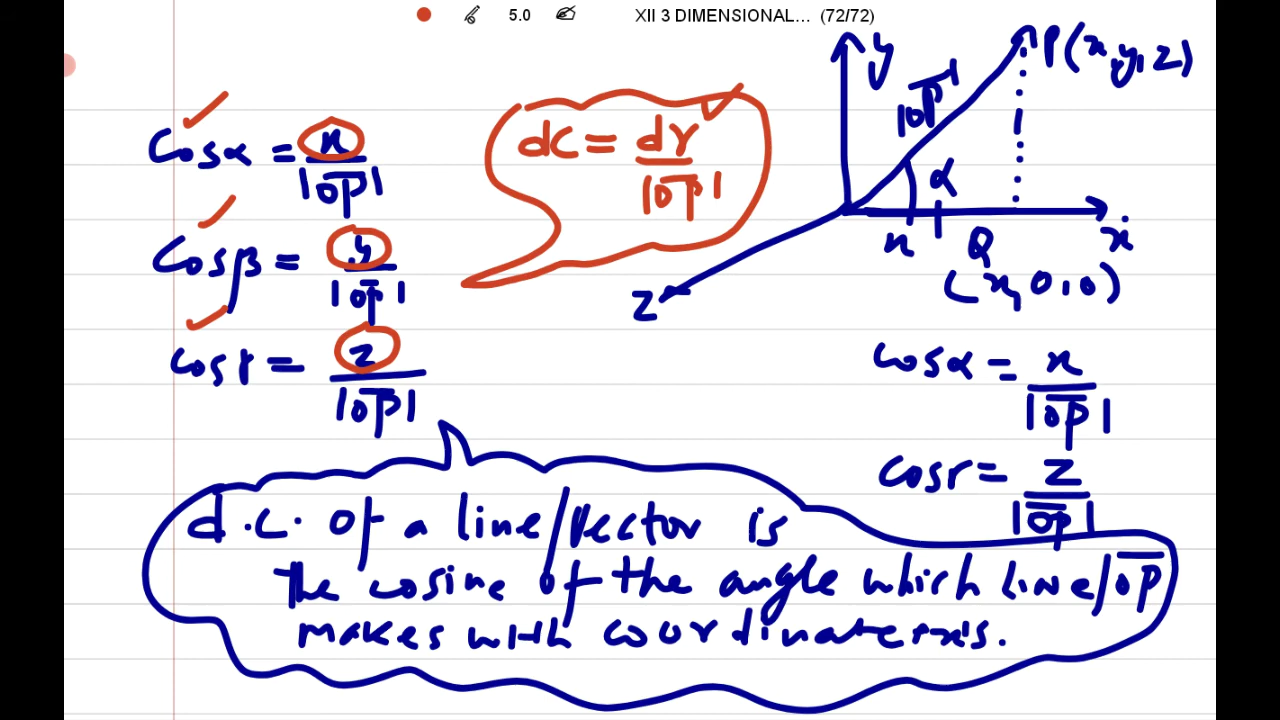 5.0 XII 3 DIMENSIONAL... (72/72)
Cosα = x/|OP|
Cosβ = y/|OP|
cosγ = z/|OP|
dc = dr/|OP|
y
P(x,y,z)
|OP|
α
x
x
Q
(x,0,0)
Z
cosα = x/|OP|
cosr = Z/|OP|
d.c. Of a line/vector is
the cosine of the angle which line/OP
makes with coordinate axis.